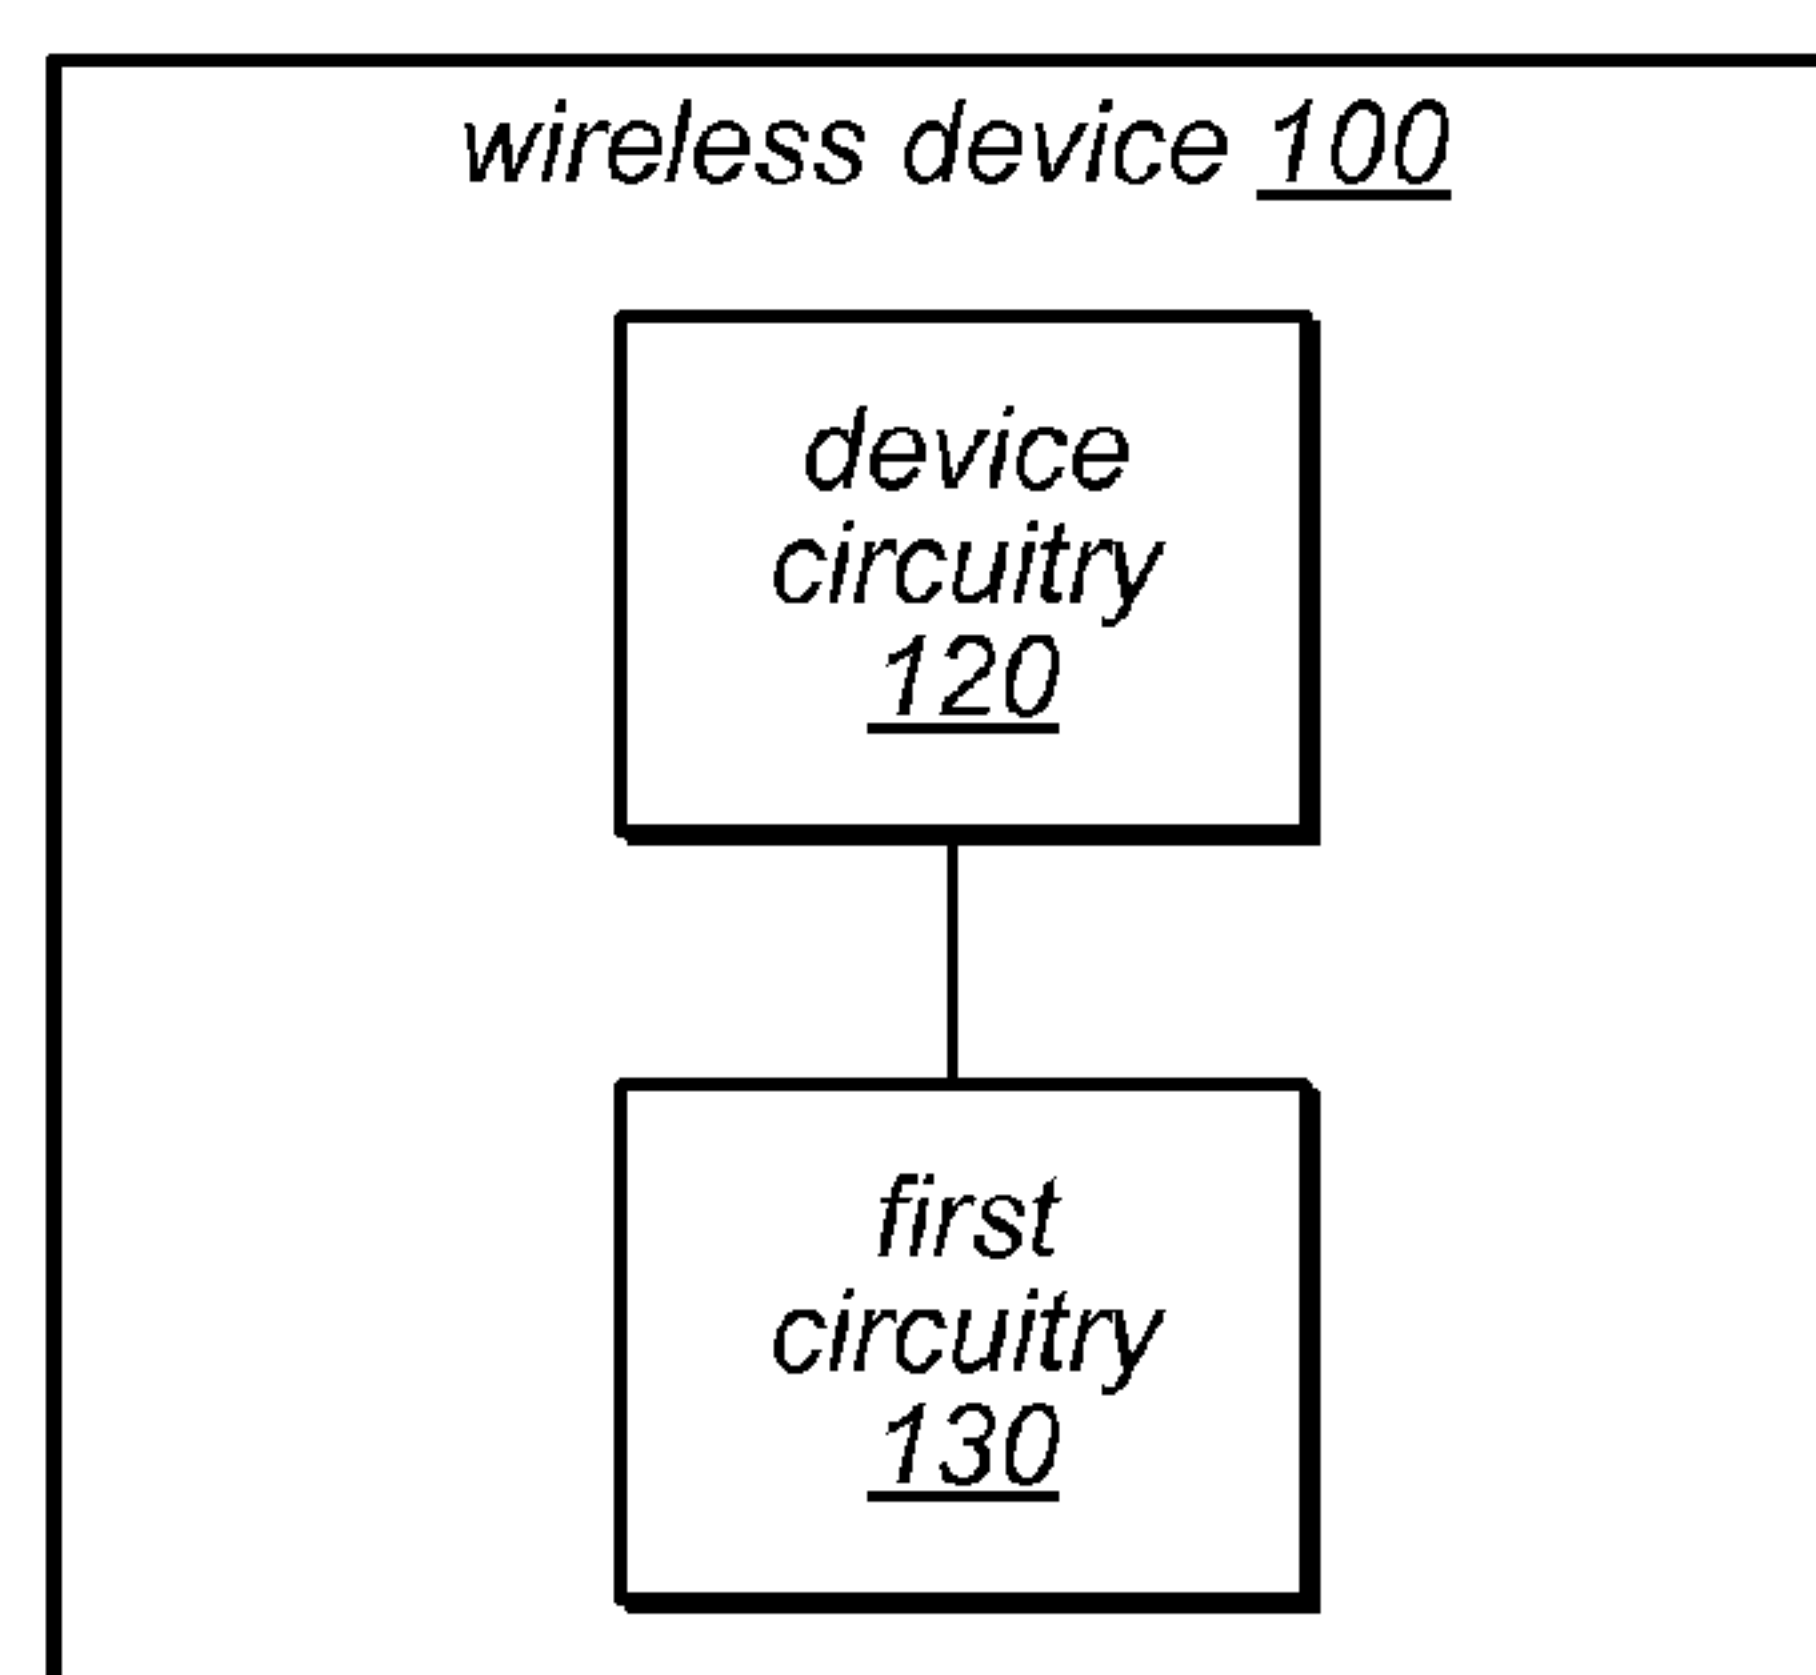 wireless device 100
device
circuitry
120
first
circuitry
130